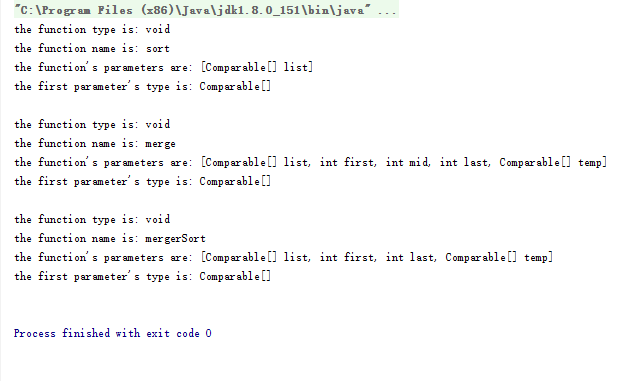 "C:\Program Files (x86)\Java\jdk1.8.0_151\bin\java" ...
the function type is: void
the function name is: sort
the function's parameters are: [Comparable[] list]
the first parameter's type is: Comparable[]
the function type is: void
the function name is: merge
the function's parameters are: [Comparable[] list, int first, int mid, int last, Comparable[] temp]
the first parameter's type is: Comparable[]
the function type is: void
the function name is: mergerSort
the function's parameters are: [Comparable[] list, int first, int last, Comparable[] temp]
the first parameter's type is: Comparable[]
Process finished with exit code 0